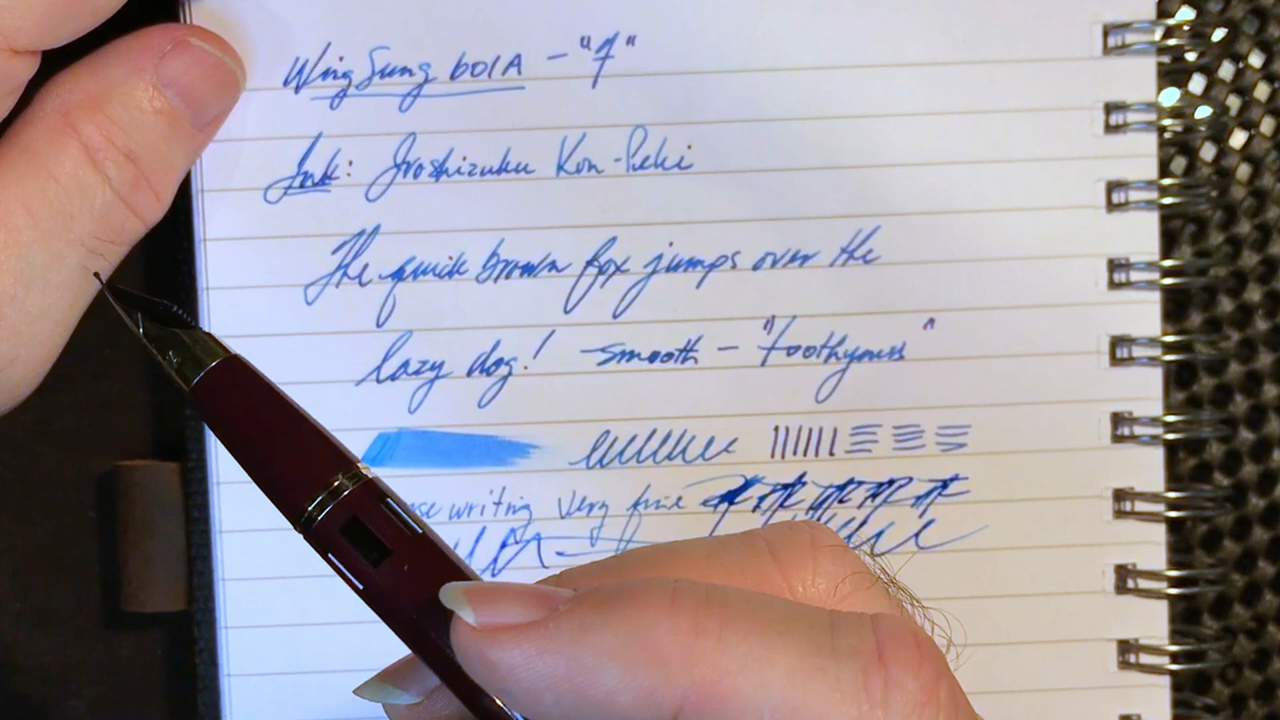 Wing Sung 601A - "f"
Ink: Iroshizuku Kon-Peki
The quick brown fox jumps over the
lazy dog! - smooth - "toothyness"
writing very fine